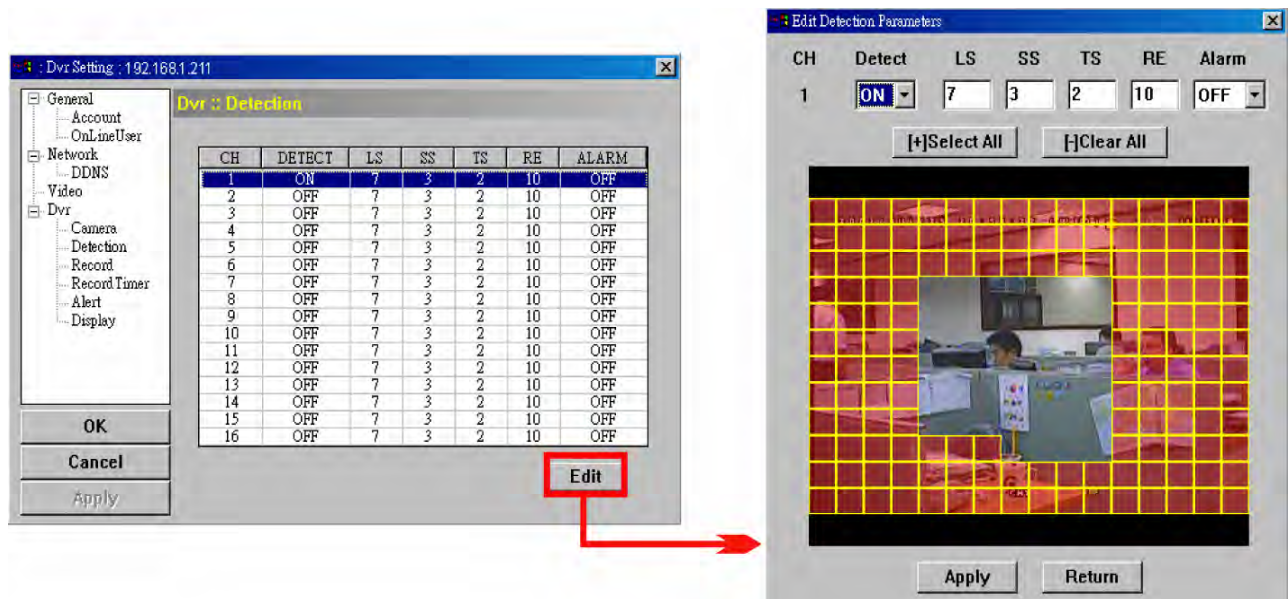 : Dvr Setting : 192.168.1.211
General
Account
OnLineUser
Network
DDNS
Video
Dvr
Camera
Detection
Record
Record Timer
Alert
Display
OK
Cancel
Apply
Dvr :: Detection
CH DETECT LS SS TS RE ALARM
1 ON 7 3 2 10 OFF
2 OFF 7 3 2 10 OFF
3 OFF 7 3 2 10 OFF
4 OFF 7 3 2 10 OFF
5 OFF 7 3 2 10 OFF
6 OFF 7 3 2 10 OFF
7 OFF 7 3 2 10 OFF
8 OFF 7 3 2 10 OFF
9 OFF 7 3 2 10 OFF
10 OFF 7 3 2 10 OFF
11 OFF 7 3 2 10 OFF
12 OFF 7 3 2 10 OFF
13 OFF 7 3 2 10 OFF
14 OFF 7 3 2 10 OFF
15 OFF 7 3 2 10 OFF
16 OFF 7 3 2 10 OFF
Edit
Edit Detection Parameters
CH Detect LS SS TS RE Alarm
1 ON 7 3 2 10 OFF
[+]Select All [-]Clear All
Apply Return